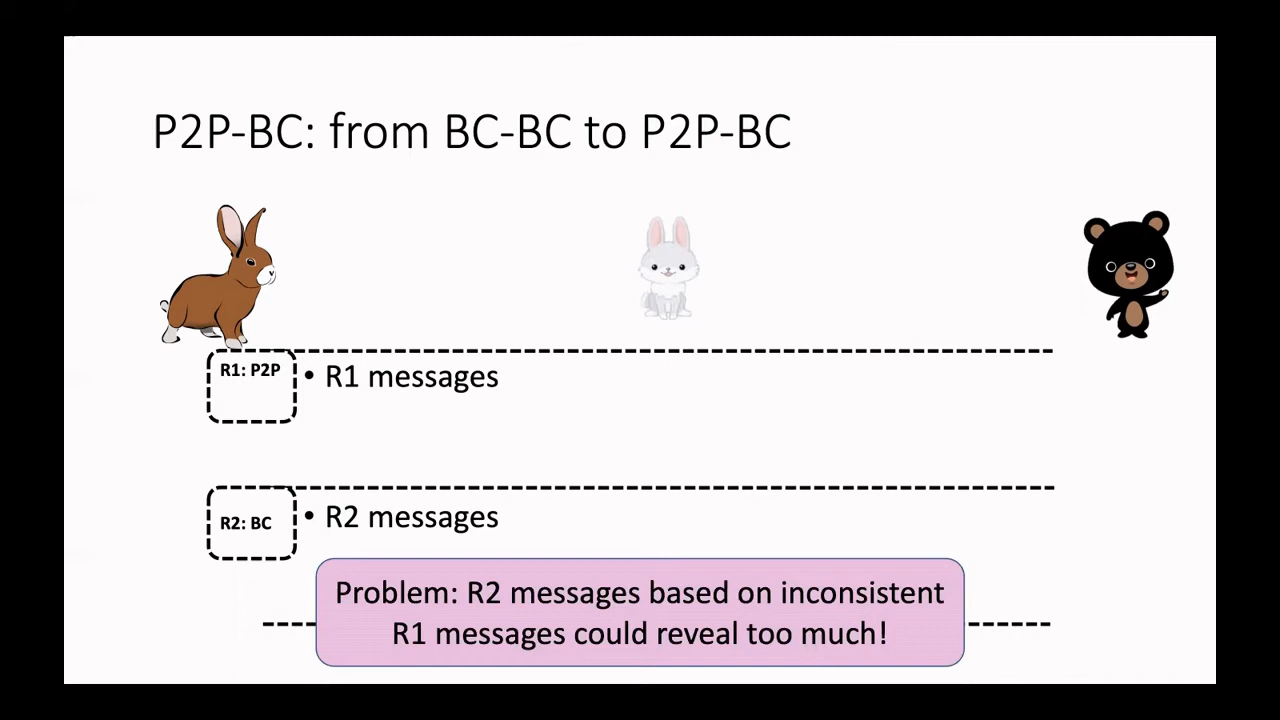 P2P-BC: from BC-BC to P2P-BC
R1: P2P
• R1 messages
R2: BC
• R2 messages
Problem: R2 messages based on inconsistent
R1 messages could reveal too much!